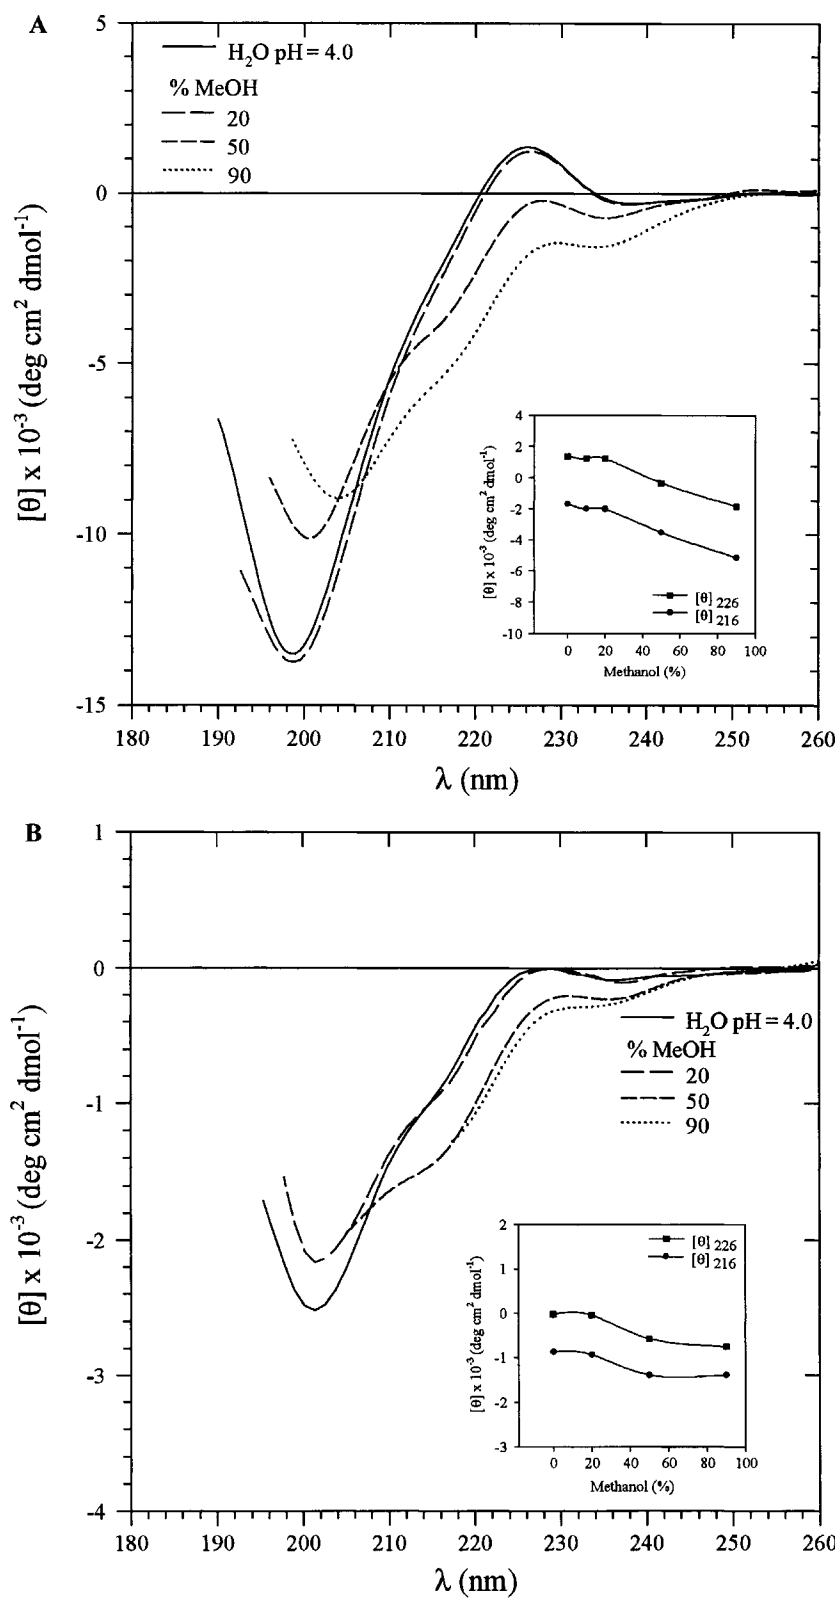 A
5
0
-5
-10
-15
[θ] x 10⁻³ (deg cm² dmol⁻¹)
H₂O pH = 4.0
% MeOH
20
50
90
4
2
0
-2
-4
-6
-8
-10
[θ] x 10⁻³ (deg cm² dmol⁻¹)
[θ] 226
[θ] 216
0 20 40 60 80 100
Methanol (%)
180 190 200 210 220 230 240 250 260
λ (nm)
B
1
0
-1
-2
-3
-4
[θ] x 10⁻³ (deg cm² dmol⁻¹)
H₂O pH = 4.0
% MeOH
20
50
90
2
1
0
-1
-2
-3
[θ] x 10⁻³ (deg cm² dmol⁻¹)
[θ] 226
[θ] 216
0 20 40 60 80 100
Methanol (%)
180 190 200 210 220 230 240 250 260
λ (nm)